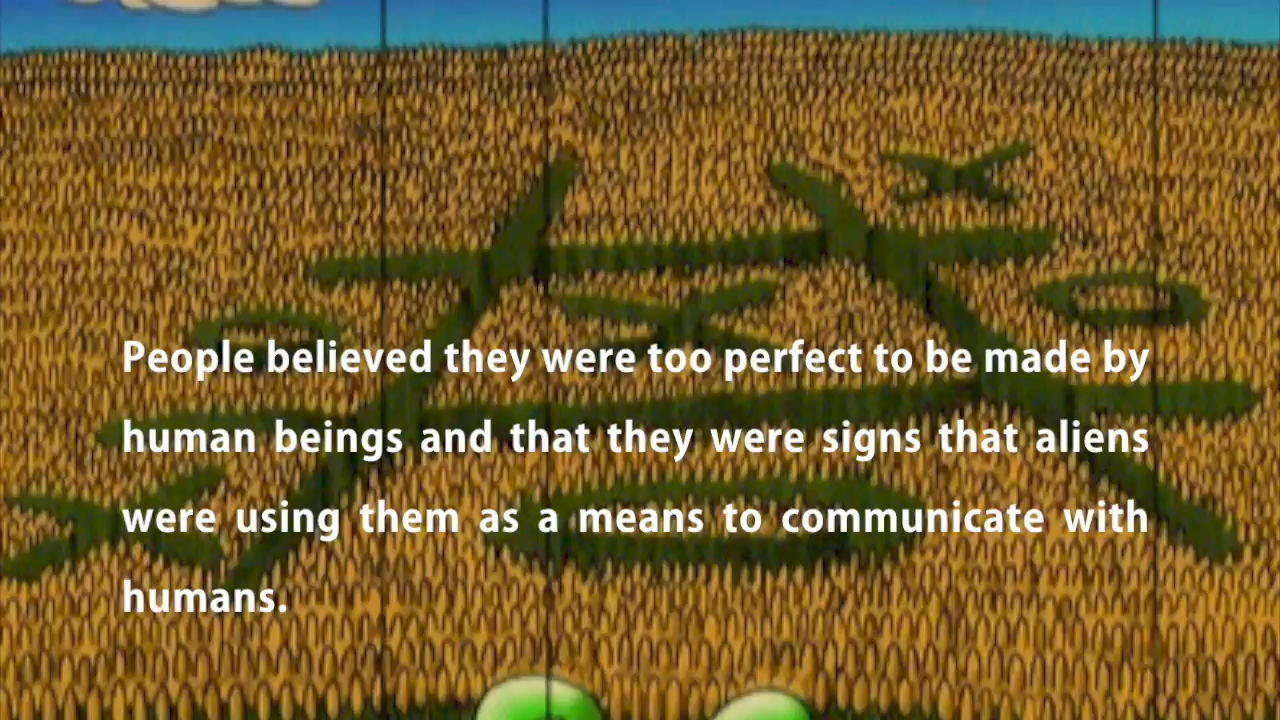 People believed they were too perfect to be made by
human beings and that they were signs that aliens
were using them as a means to communicate with
humans.